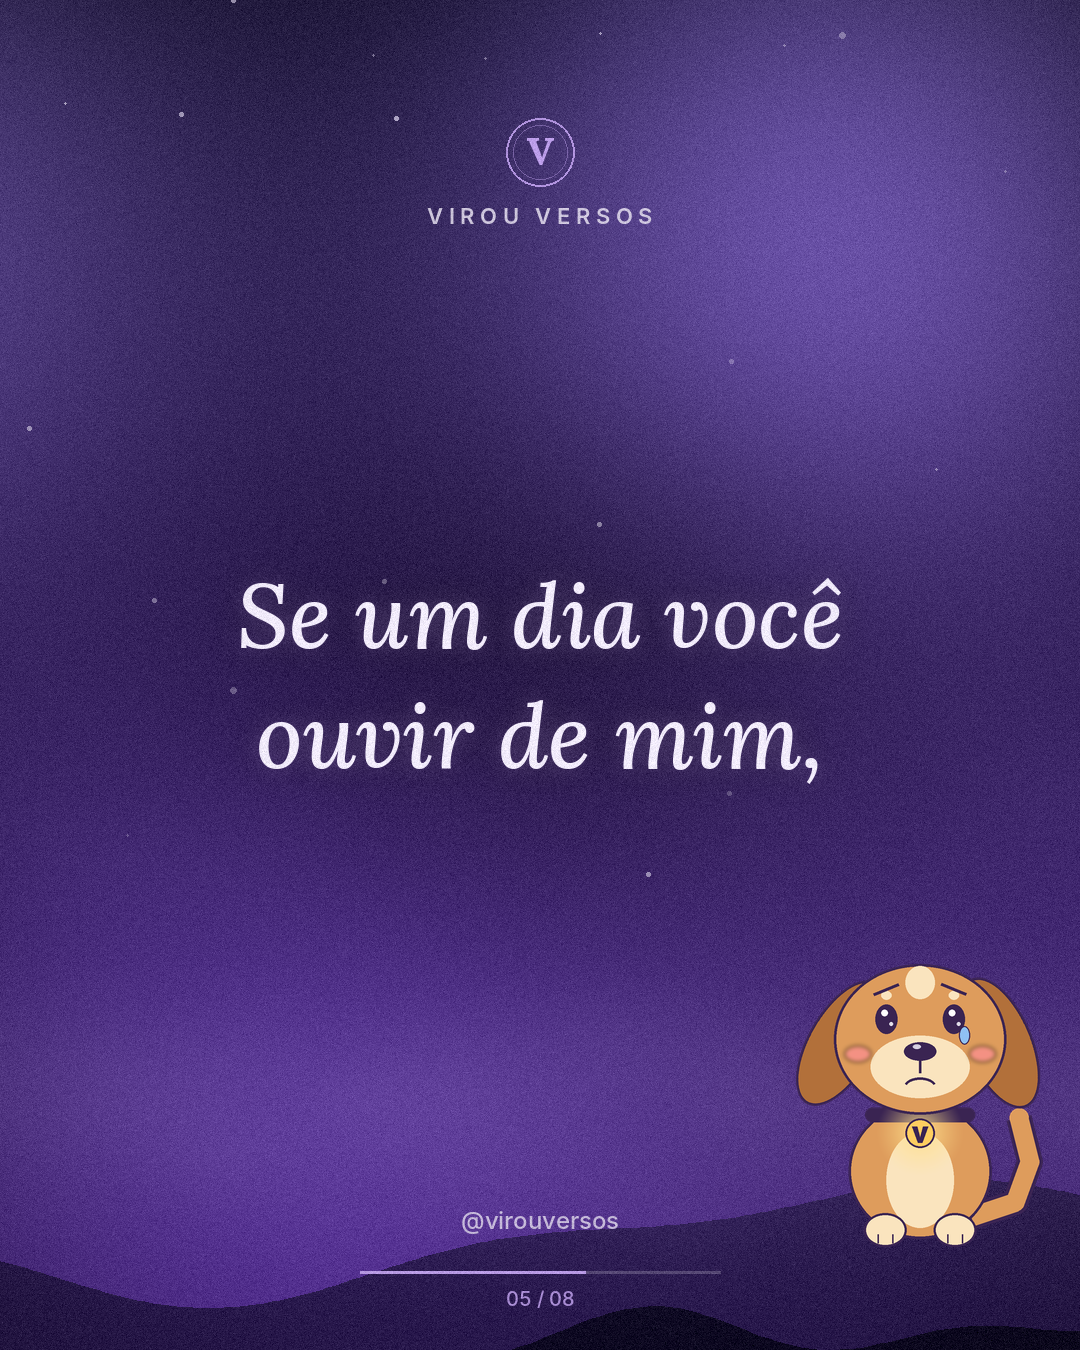 V
VIROU VERSOS
Se um dia você
ouvir de mim,
V
@virouversos
05 / 08